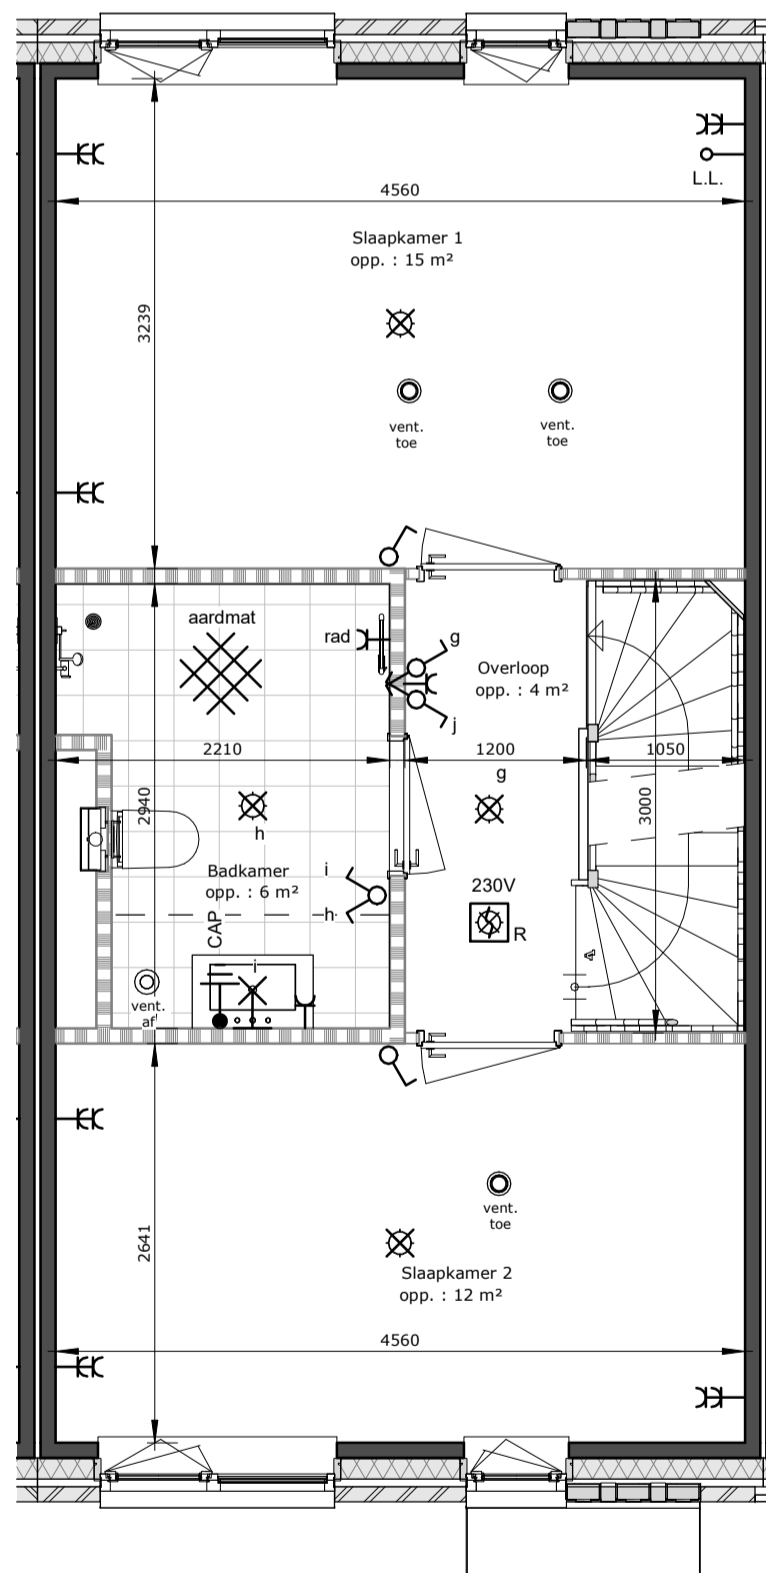 L.L.
4560
Slaapkamer 1
opp. : 15 m²
3239
vent.
toe
vent.
toe
aardmat
rad
g
Overloop
opp. : 4 m²
j
2210
1200
1050
g
2940
3000
h
Badkamer
opp. : 6 m²
i
230V
h
CAP
R
A
i
vent.
af
vent.
toe
2641
Slaapkamer 2
opp. : 12 m²
4560